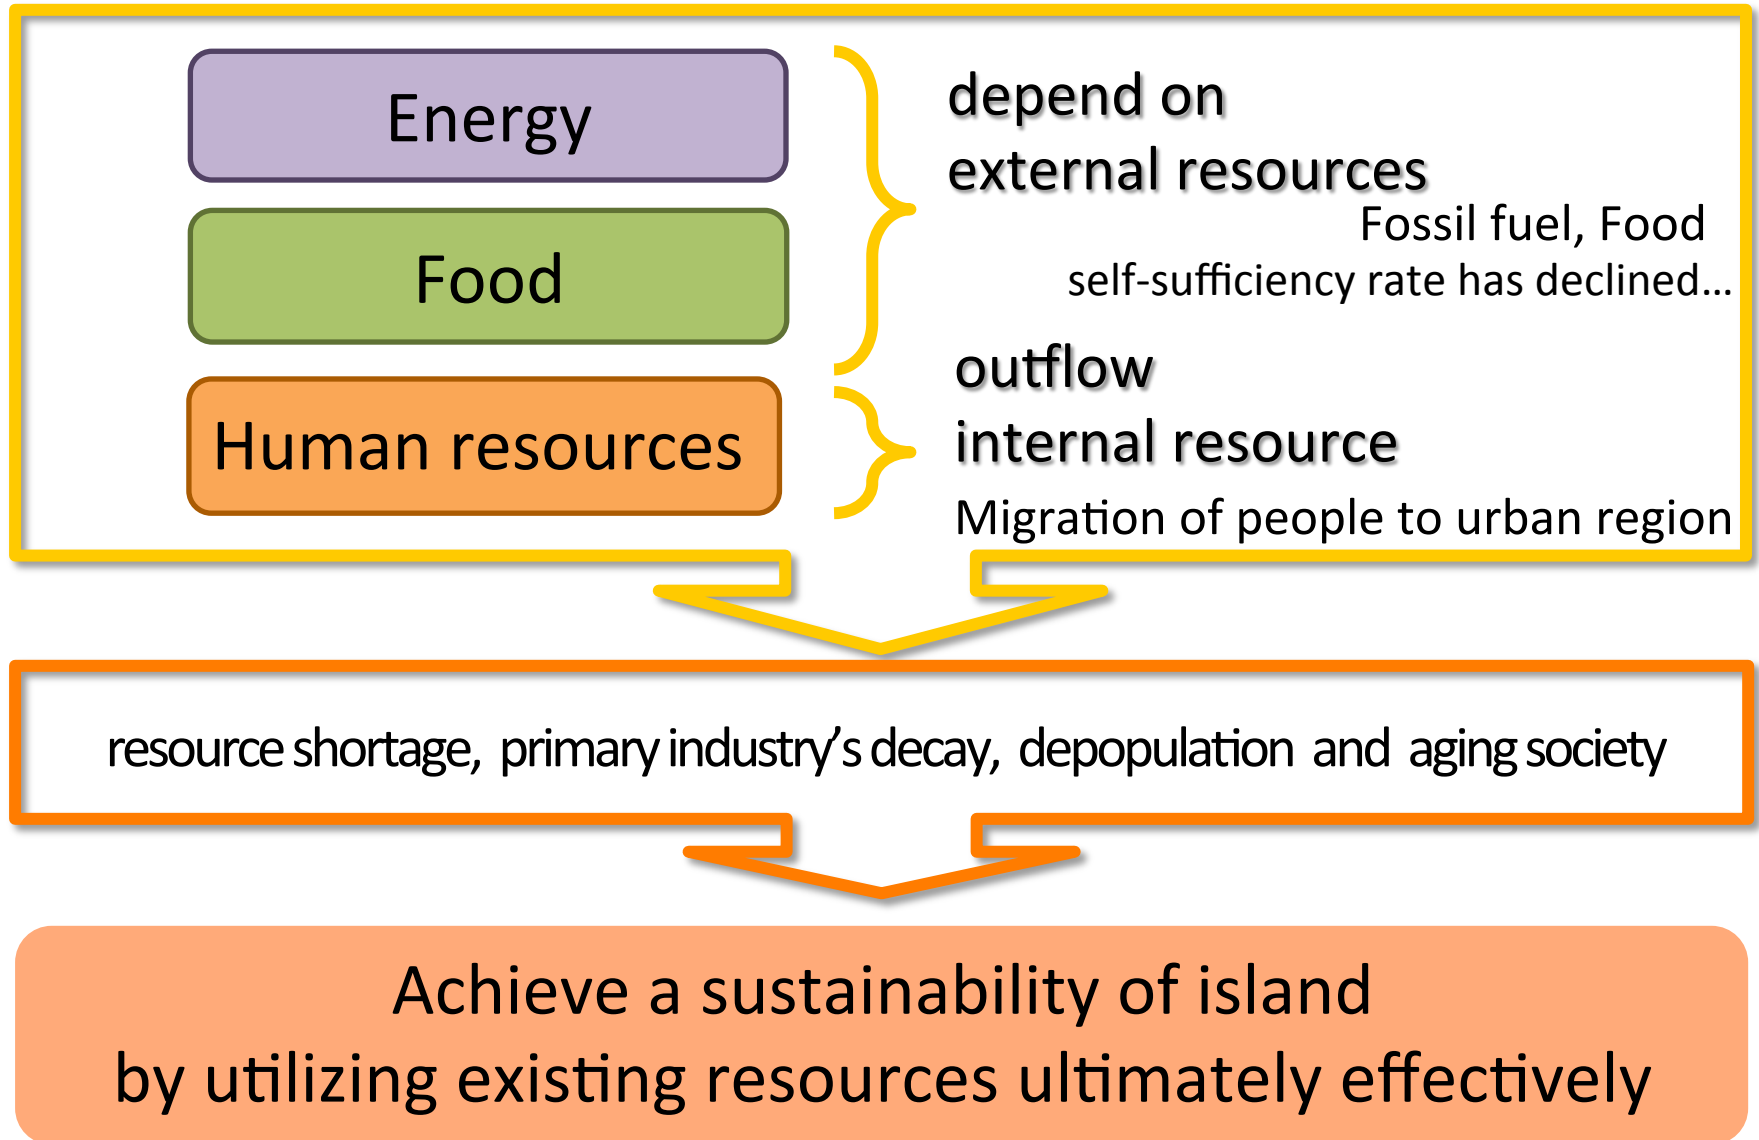 Energy
Food
Human resources
depend on
external resources
Fossil fuel, Food
self-sufficiency rate has declined…
outflow
internal resource
Migration of people to urban region
resource shortage, primary industry’s decay, depopulation and aging society
Achieve a sustainability of island
by utilizing existing resources ultimately effectively